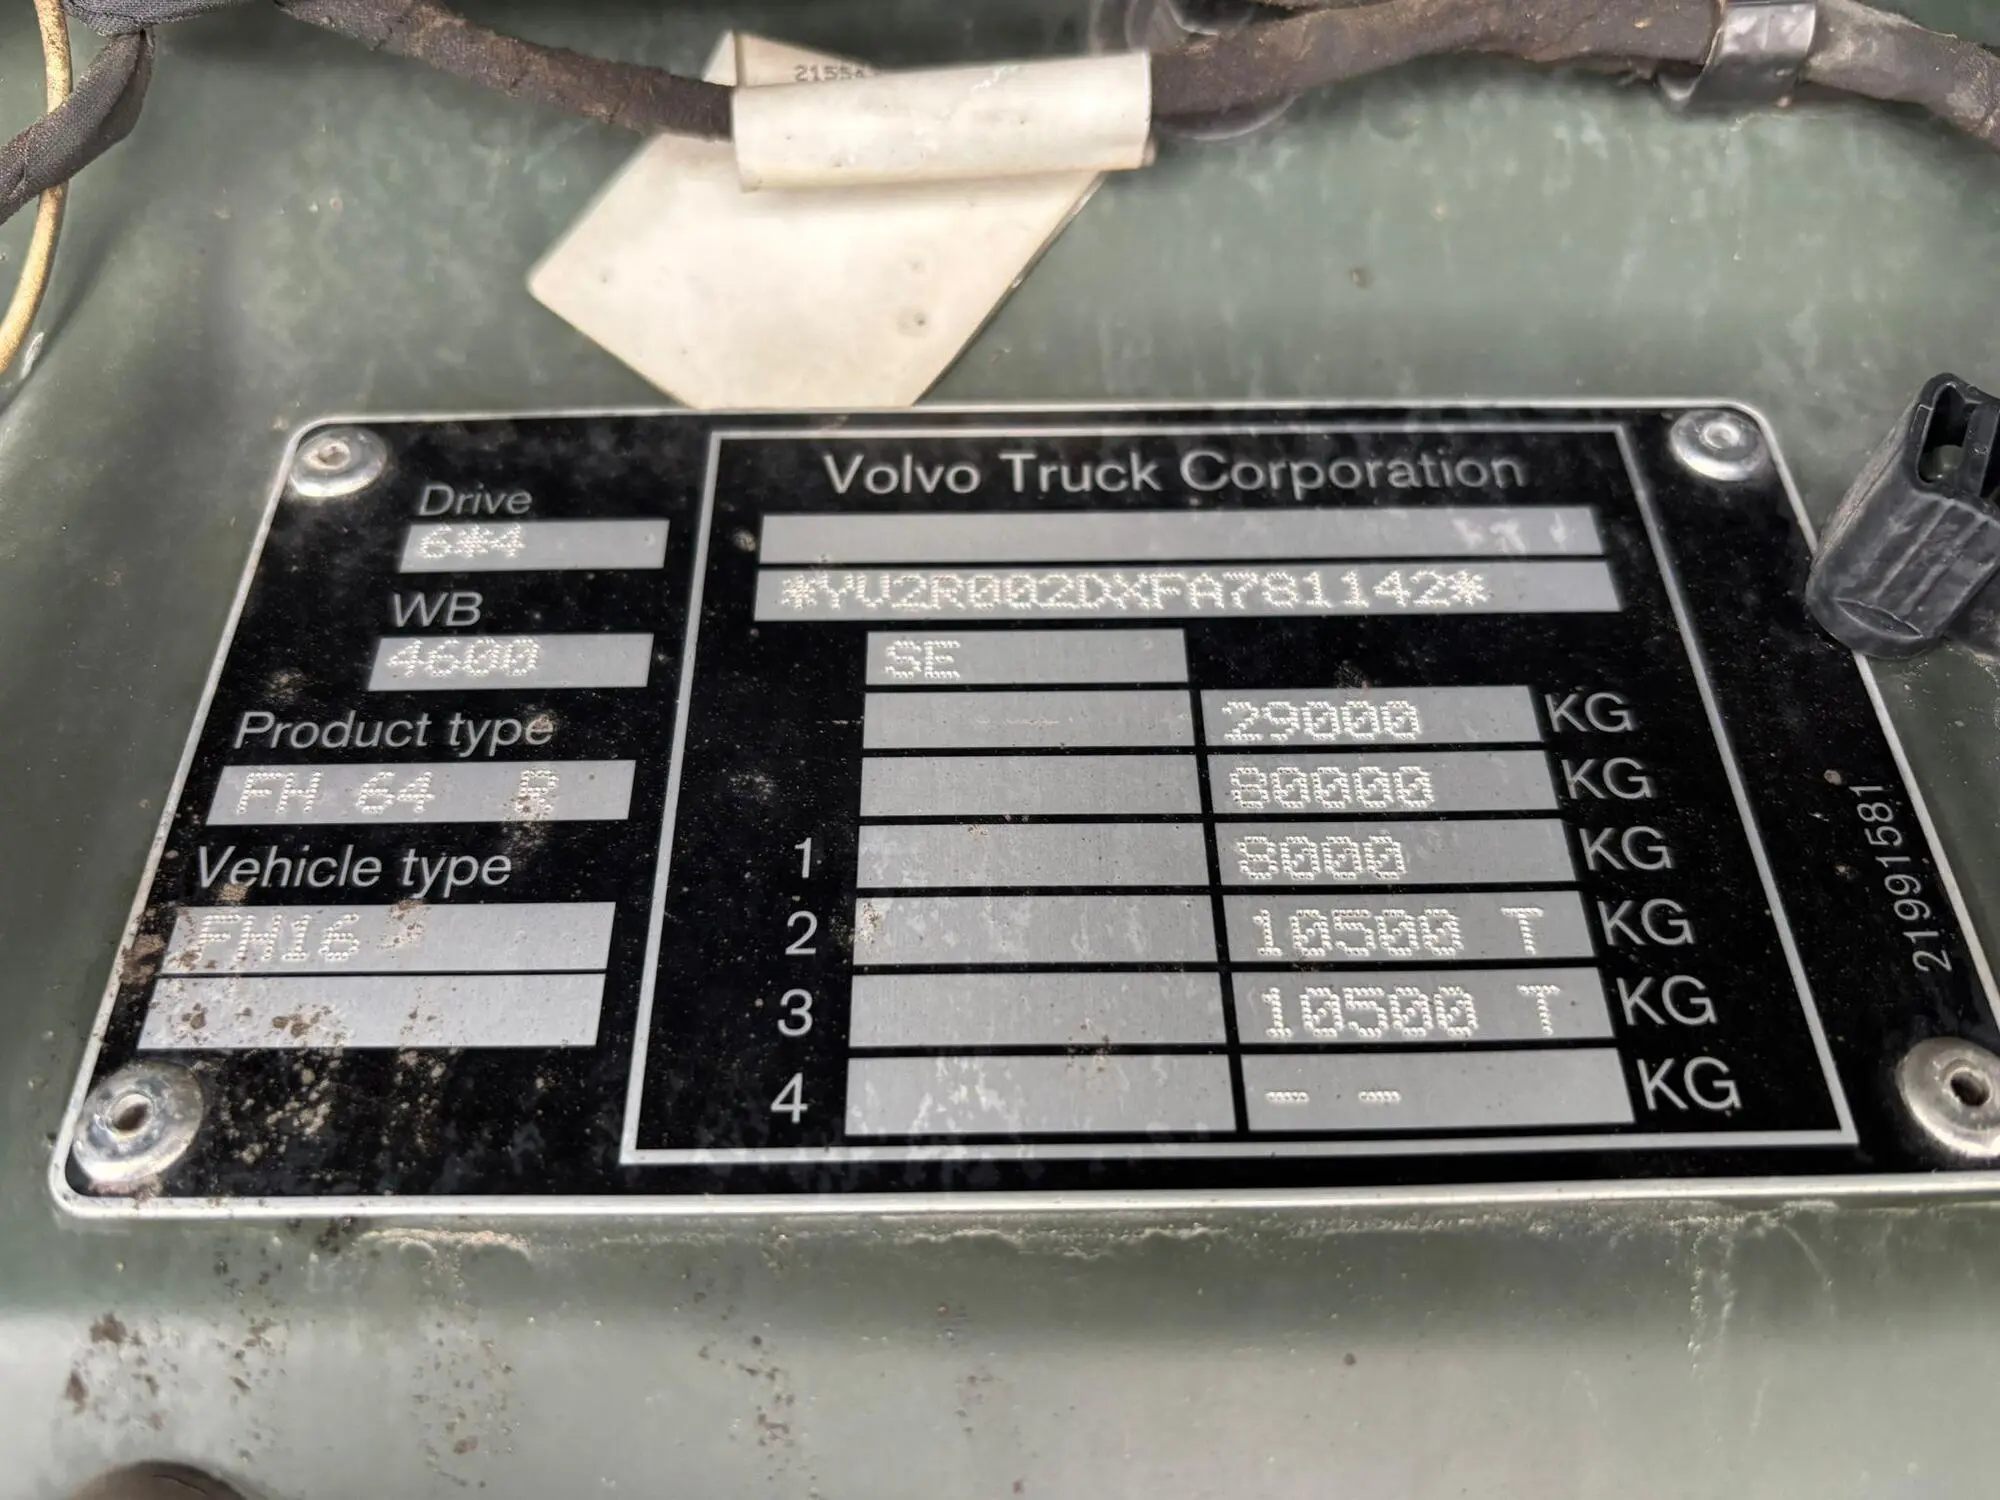 Volvo Truck Corporation
Drive
6*4
WB
4600
Product type
FH 64 R
Vehicle type
FH16
*YV2R002DXFA781142*
SE
29000 KG
80000 KG
1 8000 KG
2 10500 T KG
3 10500 T KG
4 - - KG
21991581